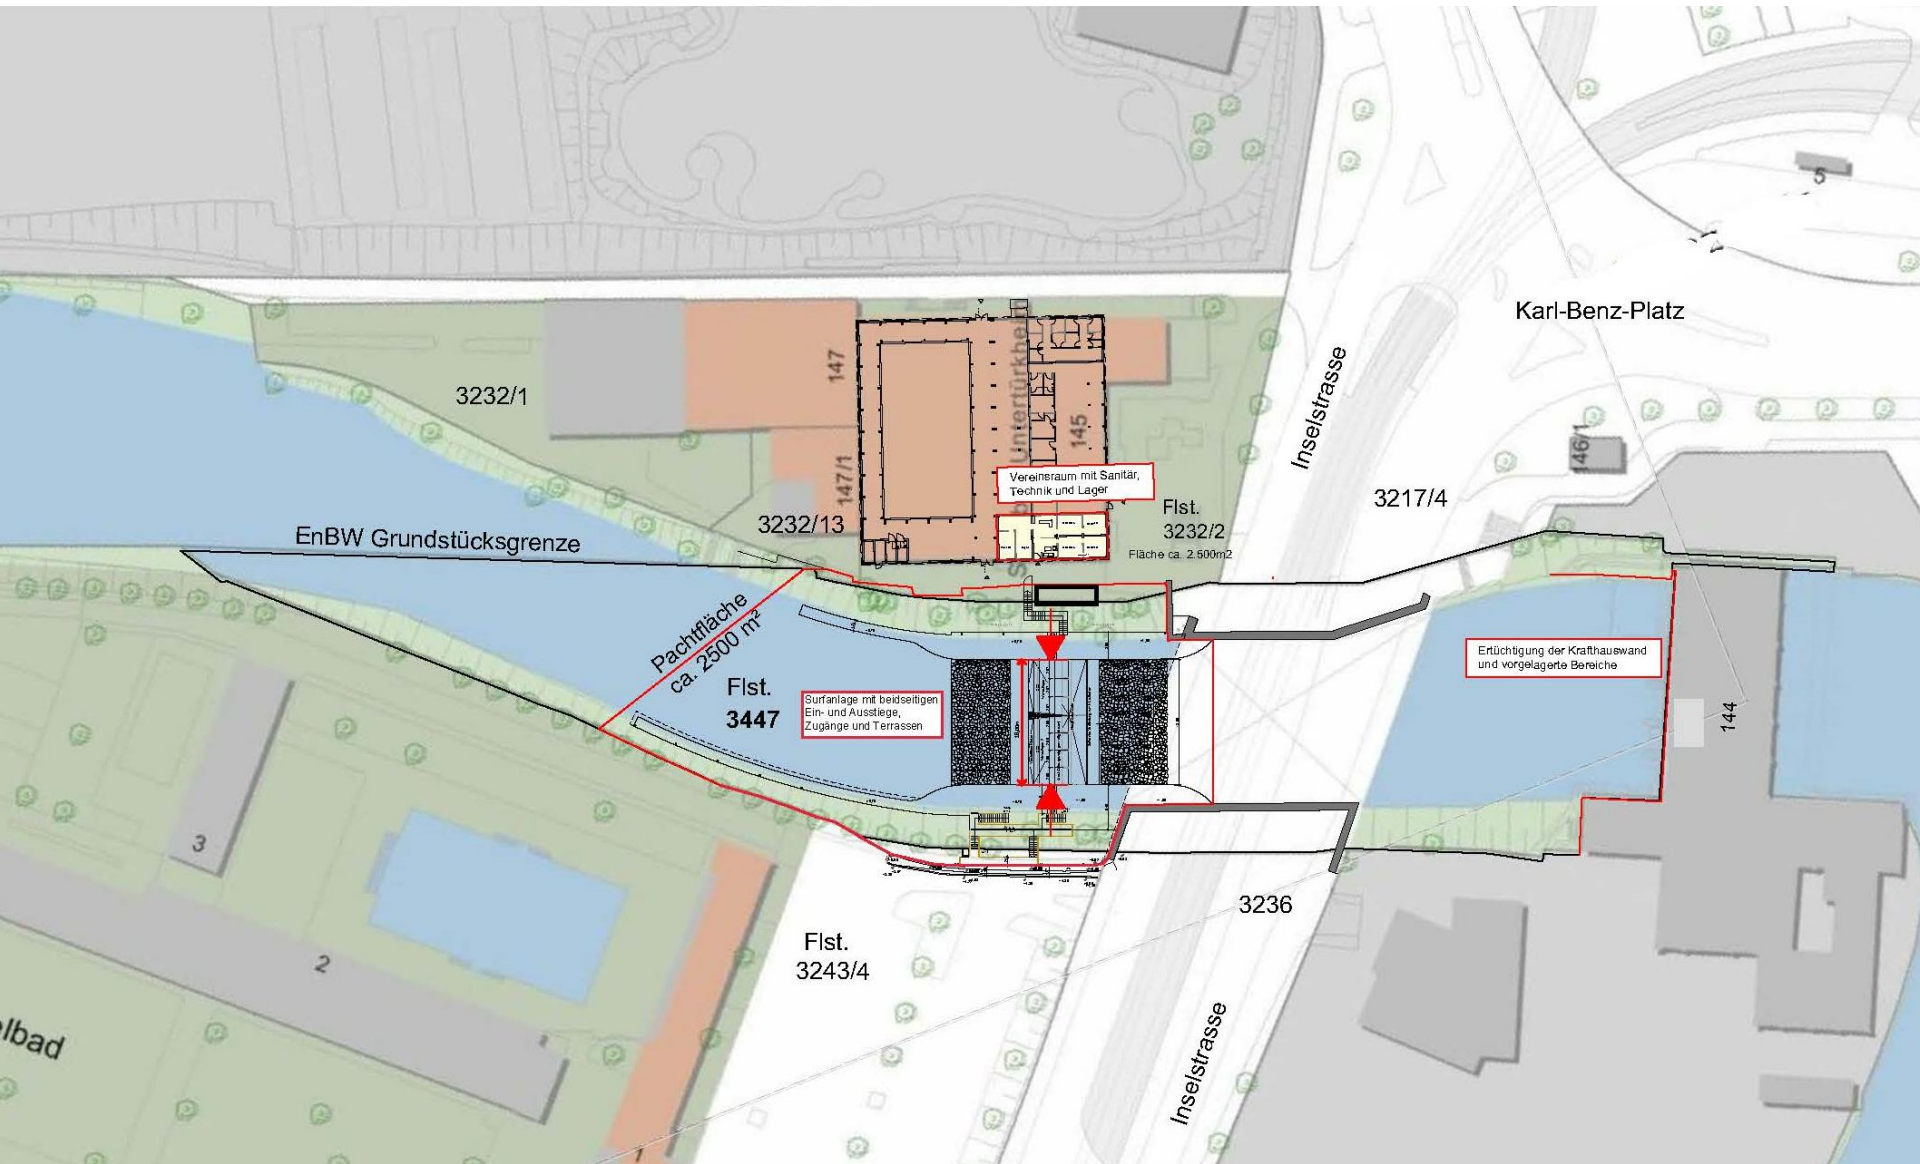 5
Karl-Benz-Platz
Inselstrasse
147
3232/1
145
Untertürkheim
146/1
147/1
Vereinsraum mit Sanitär,
Technik und Lager
3217/4
3232/13
Flst.
3232/2
Fläche ca. 2.500m2
EnBW Grundstücksgrenze
Pachtfläche
ca. 2500 m²
Flst.
3447
Surfanlage mit beidseitigen
Ein- und Ausstiege,
Zugänge und Terrassen
Ertüchtigung der Krafthauswand
und vorgelagerte Bereiche
144
3
2
3236
Flst.
3243/4
Inselstrasse
lbad
1